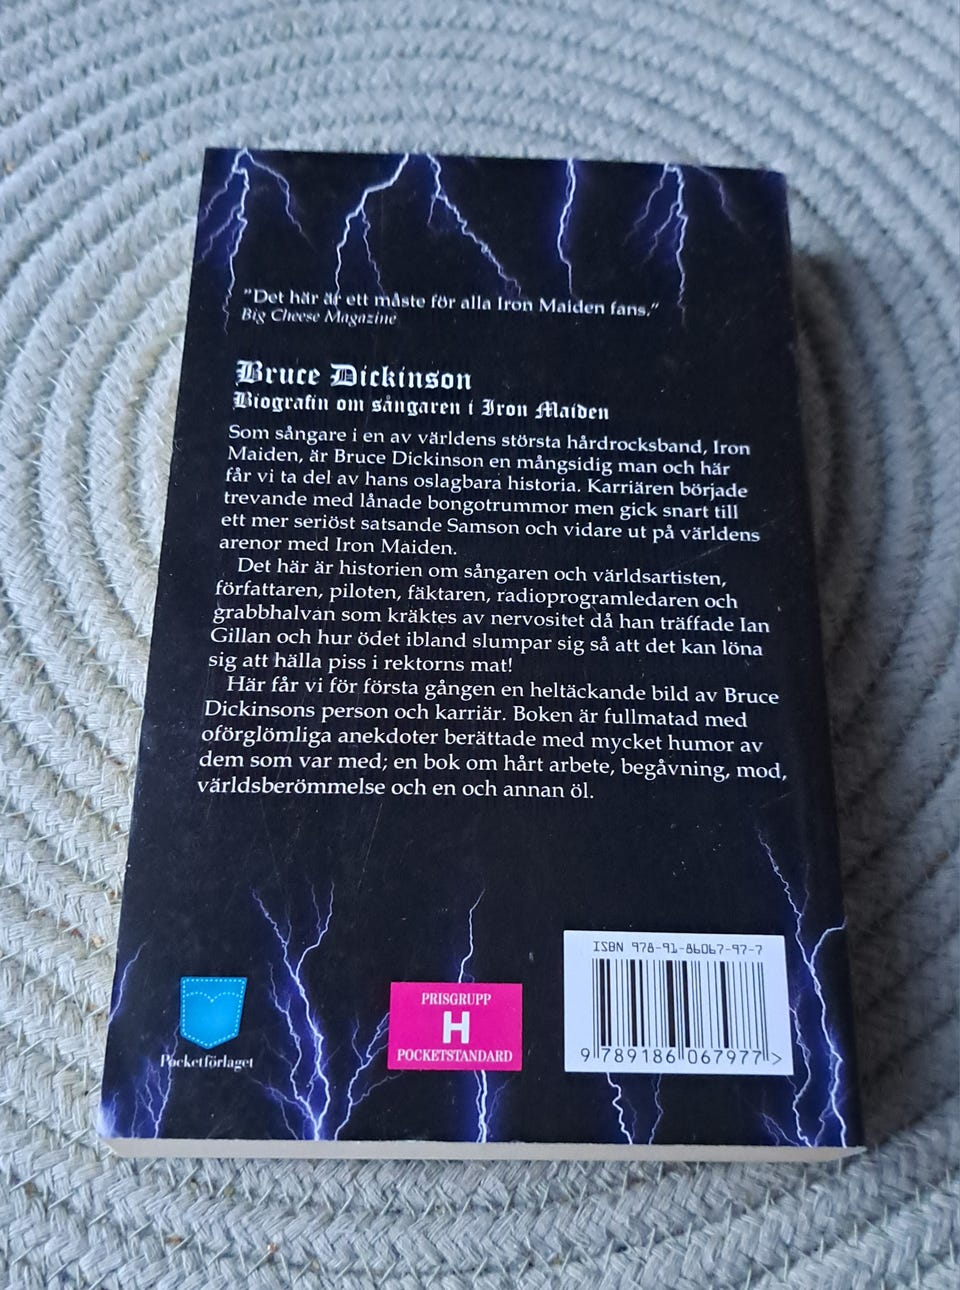 ”Det här är ett måste för alla Iron Maiden fans.”
Big Cheese Magazine
Bruce Dickinson
Biografin om sångaren i Iron Maiden
Som sångare i en av världens största hårdrocksband, Iron
Maiden, är Bruce Dickinson en mångsidig man och här
får vi ta del av hans oslagbara historia. Karriären började
trevande med lånade bongotrummor men gick snart till
ett mer seriöst satsande Samson och vidare ut på världens
arenor med Iron Maiden.
Det här är historien om sångaren och världsartisten,
författaren, piloten, fäktaren, radioprogramledaren och
grabbhalvan som kräktes av nervositet då han träffade Ian
Gillan och hur ödet ibland slumpar sig så att det kan löna
sig att hälla piss i rektorns mat!
Här får vi för första gången en heltäckande bild av Bruce
Dickinsons person och karriär. Boken är fullmatad med
oförglömliga anekdoter berättade med mycket humor av
dem som var med; en bok om hårt arbete, begåvning, mod,
världsberömmelse och en och annan öl.
Pocketförlaget
PRISGRUPP
H
POCKETSTANDARD
ISBN 978-91-86067-97-7
9 789186 067977 >